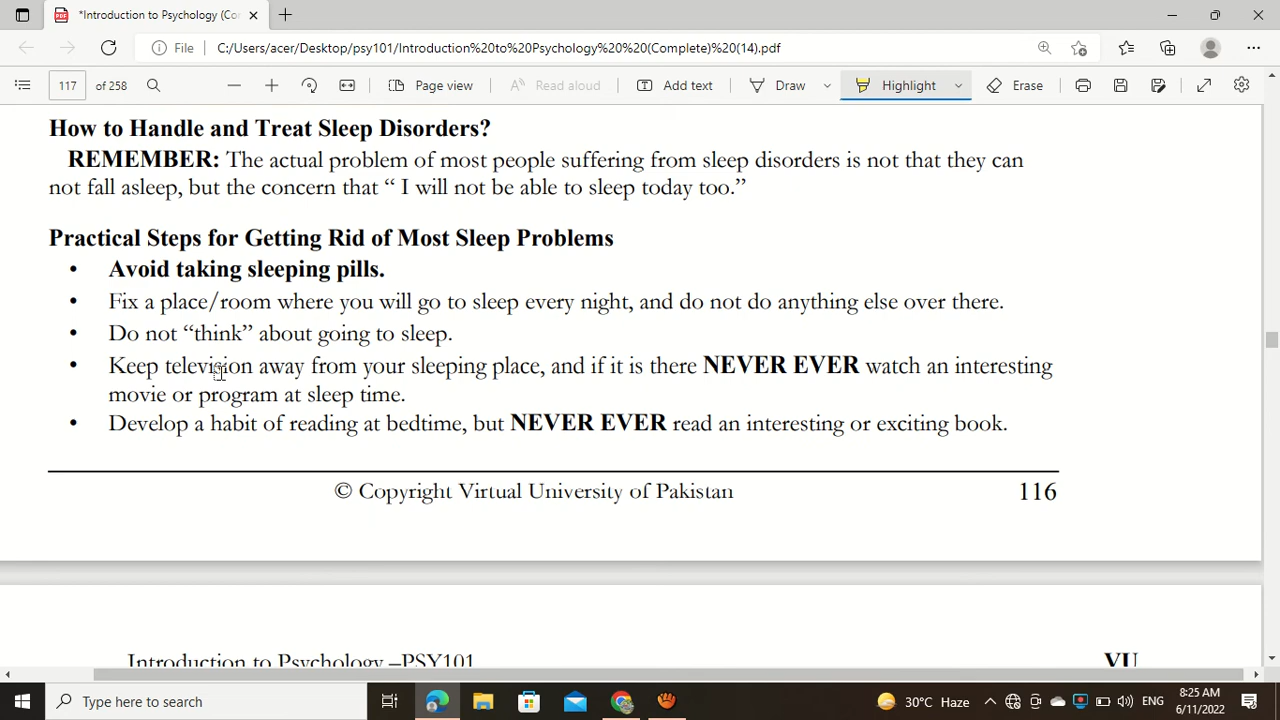 *Introduction to Psychology (Co
File C:/Users/acer/Desktop/psy101/Introduction%20to%20Psychology%20%20(Complete)%20(14).pdf
117 of 258 Page view Read aloud Add text Draw Highlight Erase
How to Handle and Treat Sleep Disorders?
REMEMBER: The actual problem of most people suffering from sleep disorders is not that they can
not fall asleep, but the concern that “ I will not be able to sleep today too.”
Practical Steps for Getting Rid of Most Sleep Problems
• Avoid taking sleeping pills.
• Fix a place/room where you will go to sleep every night, and do not do anything else over there.
• Do not “think” about going to sleep.
• Keep television away from your sleeping place, and if it is there NEVER EVER watch an interesting
movie or program at sleep time.
• Develop a habit of reading at bedtime, but NEVER EVER read an interesting or exciting book.
© Copyright Virtual University of Pakistan 116
Introduction to Psychology –PSY101 VU
Type here to search 30°C Haze ENG 8:25 AM
6/11/2022